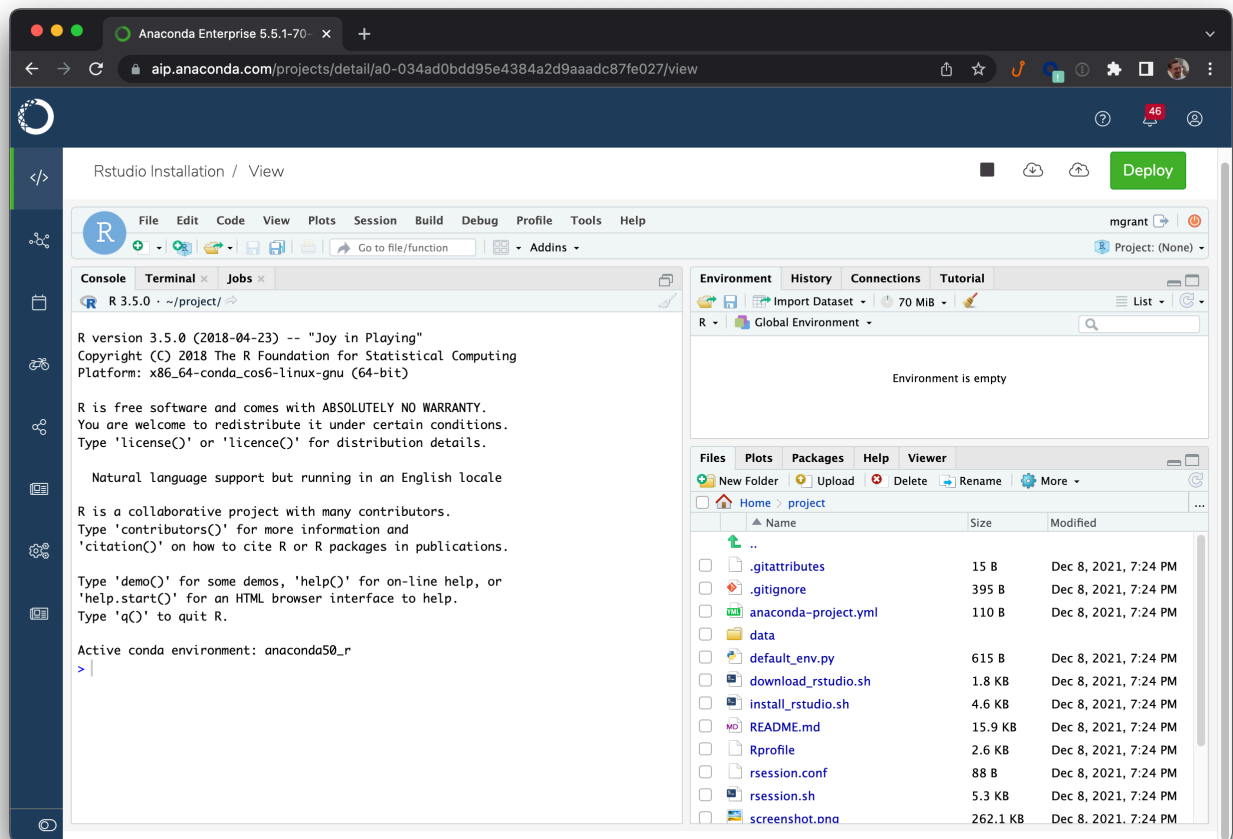 Anaconda Enterprise 5.5.1-70-
aip.anaconda.com/projects/detail/a0-034ad0bdd95e4384a2d9aaadc87fe027/view
46
Rstudio Installation / View
Deploy
R
File Edit Code View Plots Session Build Debug Profile Tools Help
mgrant
Go to file/function
Addins
Project: (None)
Console Terminal Jobs
R 3.5.0 · ~/project/
R version 3.5.0 (2018-04-23) -- "Joy in Playing"
Copyright (C) 2018 The R Foundation for Statistical Computing
Platform: x86_64-conda_cos6-linux-gnu (64-bit)
R is free software and comes with ABSOLUTELY NO WARRANTY.
You are welcome to redistribute it under certain conditions.
Type 'license()' or 'licence()' for distribution details.
Natural language support but running in an English locale
R is a collaborative project with many contributors.
Type 'contributors()' for more information and
'citation()' on how to cite R or R packages in publications.
Type 'demo()' for some demos, 'help()' for on-line help, or
'help.start()' for an HTML browser interface to help.
Type 'q()' to quit R.
Active conda environment: anaconda50_r
>
Environment History Connections Tutorial
Import Dataset 70 MiB List
R Global Environment
Environment is empty
Files Plots Packages Help Viewer
New Folder Upload Delete Rename More
Home > project ...
Name Size Modified
..
.gitattributes 15 B Dec 8, 2021, 7:24 PM
.gitignore 395 B Dec 8, 2021, 7:24 PM
anaconda-project.yml 110 B Dec 8, 2021, 7:24 PM
data
default_env.py 615 B Dec 8, 2021, 7:24 PM
download_rstudio.sh 1.8 KB Dec 8, 2021, 7:24 PM
install_rstudio.sh 4.6 KB Dec 8, 2021, 7:24 PM
README.md 15.9 KB Dec 8, 2021, 7:24 PM
Rprofile 2.6 KB Dec 8, 2021, 7:24 PM
rsession.conf 88 B Dec 8, 2021, 7:24 PM
rsession.sh 5.3 KB Dec 8, 2021, 7:24 PM
screenshot.png 262.1 KB Dec 8, 2021, 7:24 PM